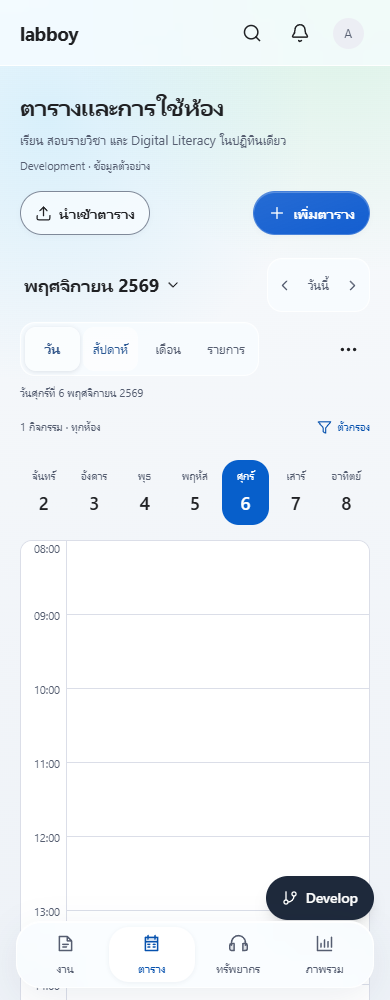 labboy
A
ตารางและการใช้ห้อง
เรียน สอบรายวิชา และ Digital Literacy ในปฏิทินเดียว
Development · ข้อมูลตัวอย่าง
นำเข้าตาราง
เพิ่มตาราง
พฤศจิกายน 2569
วันนี้
วัน สัปดาห์ เดือน รายการ
วันศุกร์ที่ 6 พฤศจิกายน 2569
1 กิจกรรม · ทุกห้อง
ตัวกรอง
จันทร์ อังคาร พุธ พฤหัส ศุกร์ เสาร์ อาทิตย์
2 3 4 5 6 7 8
08:00
09:00
10:00
11:00
12:00
Develop
13:00
งาน ตาราง ทรัพยากร ภาพรวม